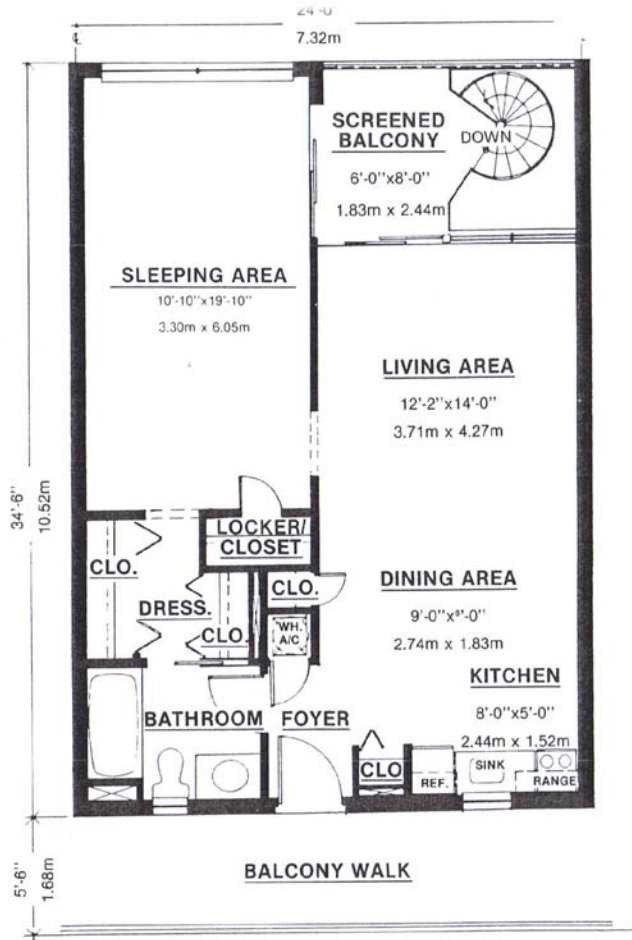 24'-0"
7.32m
SCREENED
BALCONY
6'-0"x8'-0"
1.83m x 2.44m
DOWN
SLEEPING AREA
10'-10"x19'-10"
3.30m x 6.05m
LIVING AREA
12'-2"x14'-0"
3.71m x 4.27m
34'-6"
10.52m
LOCKER/
CLOSET
CLO.
CLO.
DRESS.
CLO.
WH.
A/C
DINING AREA
2.74m x 1.83m
KITCHEN
8'-0"x5'-0"
2.44m x 1.52m
BATHROOM
FOYER
CLO
REF.
SINK
RANGE
5'-6"
1.68m
BALCONY WALK